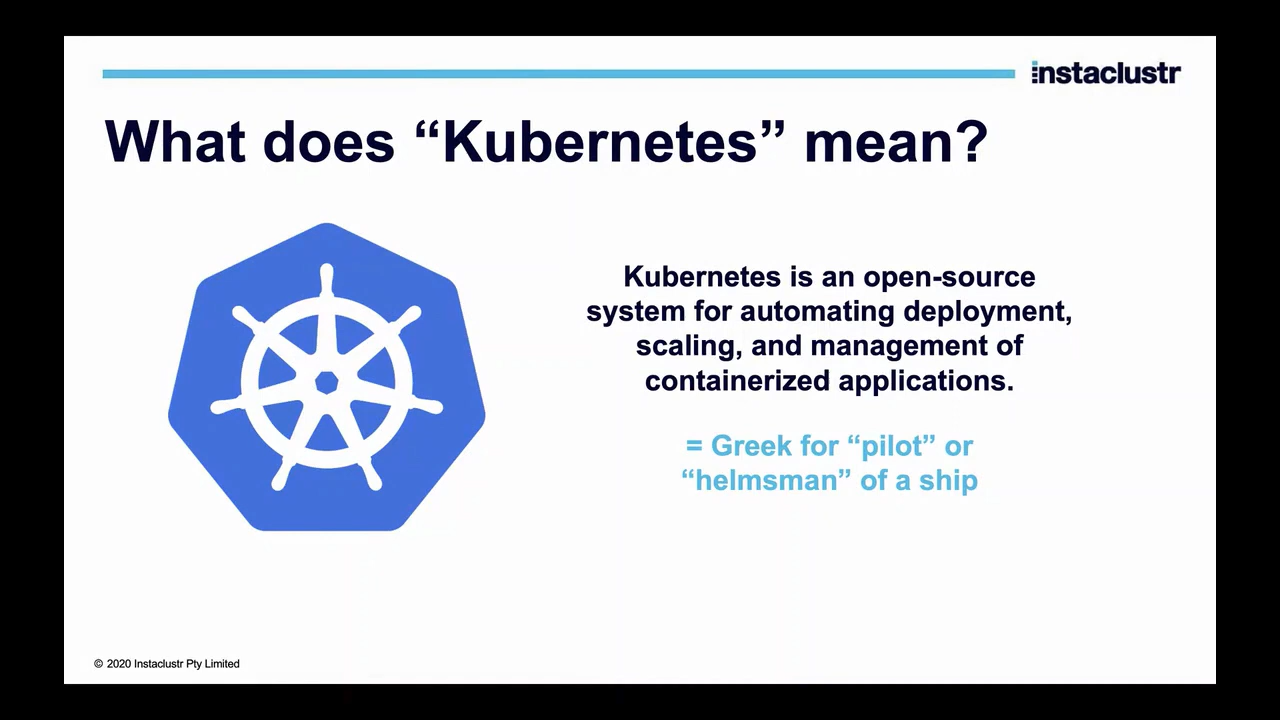 instaclustr
What does “Kubernetes” mean?
Kubernetes is an open-source
system for automating deployment,
scaling, and management of
containerized applications.
= Greek for “pilot” or
“helmsman” of a ship
© 2020 Instaclustr Pty Limited